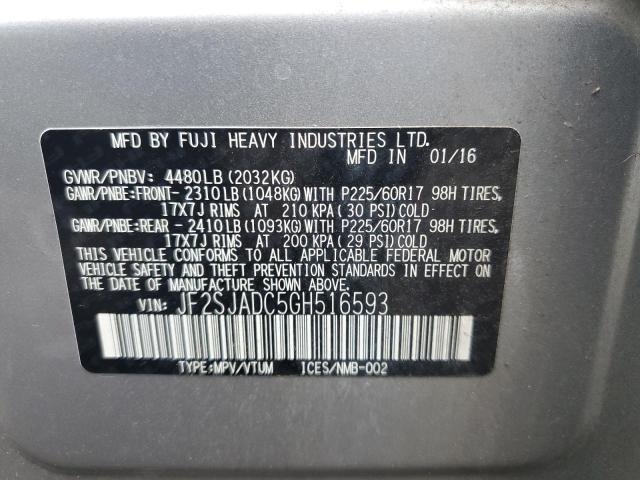 MFD BY FUJI HEAVY INDUSTRIES LTD.
MFD IN 01/16
GVWR/PNBV: 4480LB (2032KG)
GAWR/PNBE:FRONT- 2310LB (1048KG)WITH P225/60R17 98H TIRES,
17X7J RIMS AT 210 KPA( 30 PSI)COLD
GAWR/PNBE:REAR - 2410LB (1093KG)WITH P225/60R17 98H TIRES,
17X7J RIMS AT 200 KPA( 29 PSI)COLD
THIS VEHICLE CONFORMS TO ALL APPLICABLE FEDERAL MOTOR
VEHICLE SAFETY AND THEFT PREVENTION STANDARDS IN EFFECT ON
THE DATE OF MANUFACTURE SHOWN ABOVE.
VIN: JF2SJADC5GH516593
TYPE:MPV/VTUM ICES/NMB-002